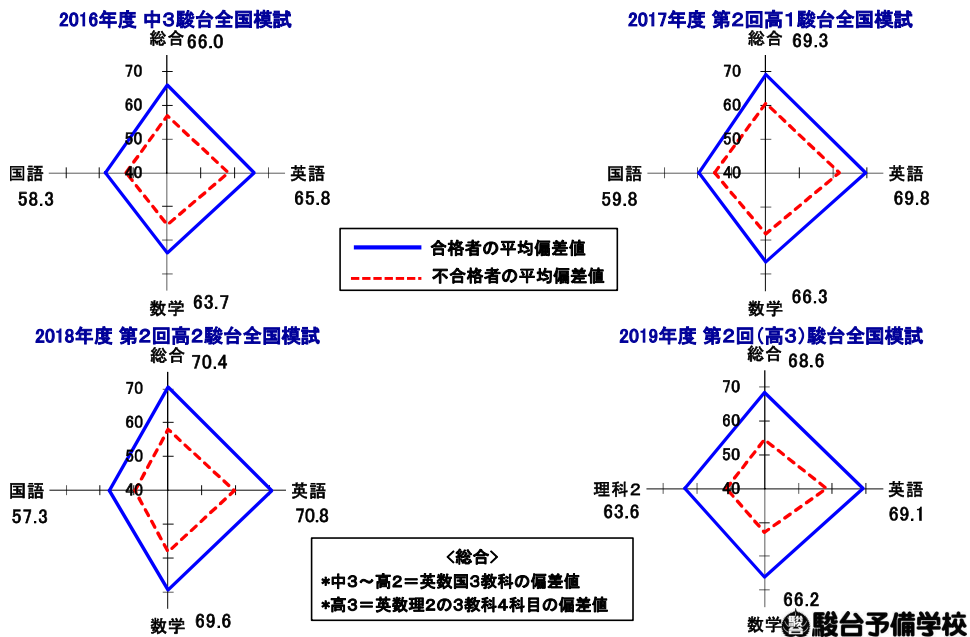 2016年度 中3駿台全国模試
総合 66.0
70
60
50
40
国語
58.3
英語
65.8
数学 63.7
2017年度 第2回高1駿台全国模試
総合 69.3
70
60
50
40
国語
59.8
英語
69.8
数学 66.3
合格者の平均偏差値
不合格者の平均偏差値
2018年度 第2回高2駿台全国模試
総合 70.4
70
60
50
40
国語
57.3
英語
70.8
数学 69.6
2019年度 第2回(高3)駿台全国模試
総合 68.6
70
60
50
40
理科2
63.6
英語
69.1
数学 66.2
<総合>
*中3～高2＝英数国3教科の偏差値
*高3＝英数理2の3教科4科目の偏差値
駿台予備学校